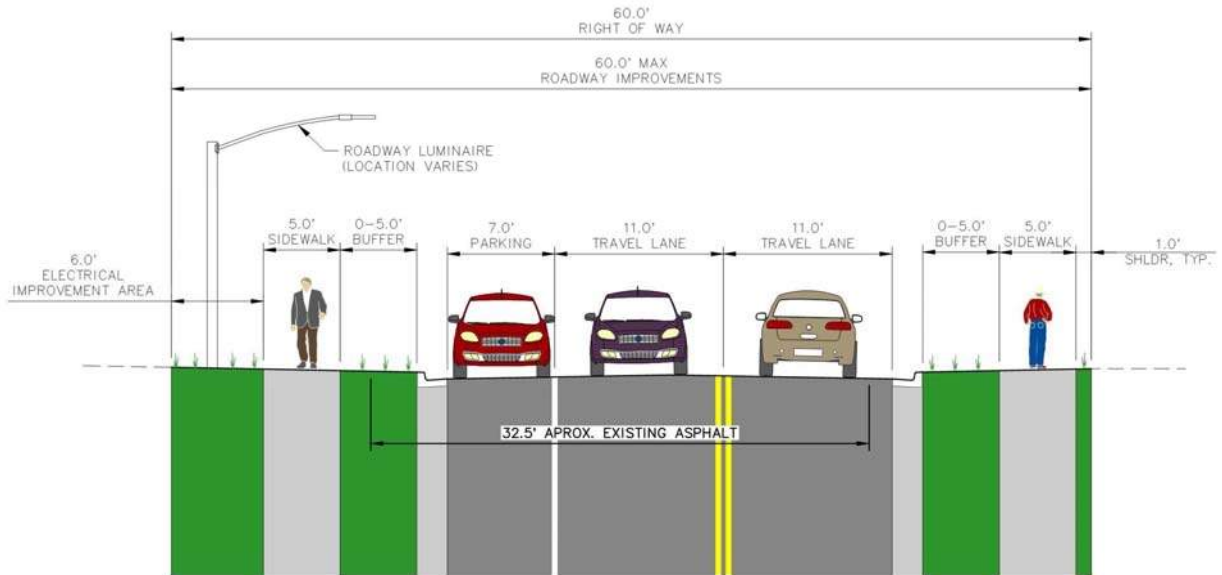 60.0'
RIGHT OF WAY
60.0' MAX
ROADWAY IMPROVEMENTS
ROADWAY LUMINAIRE
(LOCATION VARIES)
6.0'
ELECTRICAL
IMPROVEMENT AREA
5.0'
SIDEWALK
0-5.0'
BUFFER
7.0'
PARKING
11.0'
TRAVEL LANE
11.0'
TRAVEL LANE
0-5.0'
BUFFER
5.0'
SIDEWALK
1.0'
SHLDR, TYP.
32.5' APROX. EXISTING ASPHALT